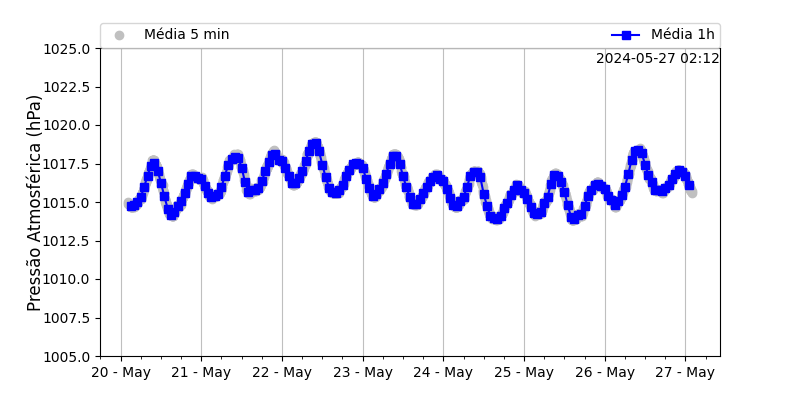 Média 5 min
Média 1h
2024-05-27 02:12
Pressão Atmosférica (hPa)
1025.0
1022.5
1020.0
1017.5
1015.0
1012.5
1010.0
1007.5
1005.0
20 - May
21 - May
22 - May
23 - May
24 - May
25 - May
26 - May
27 - May